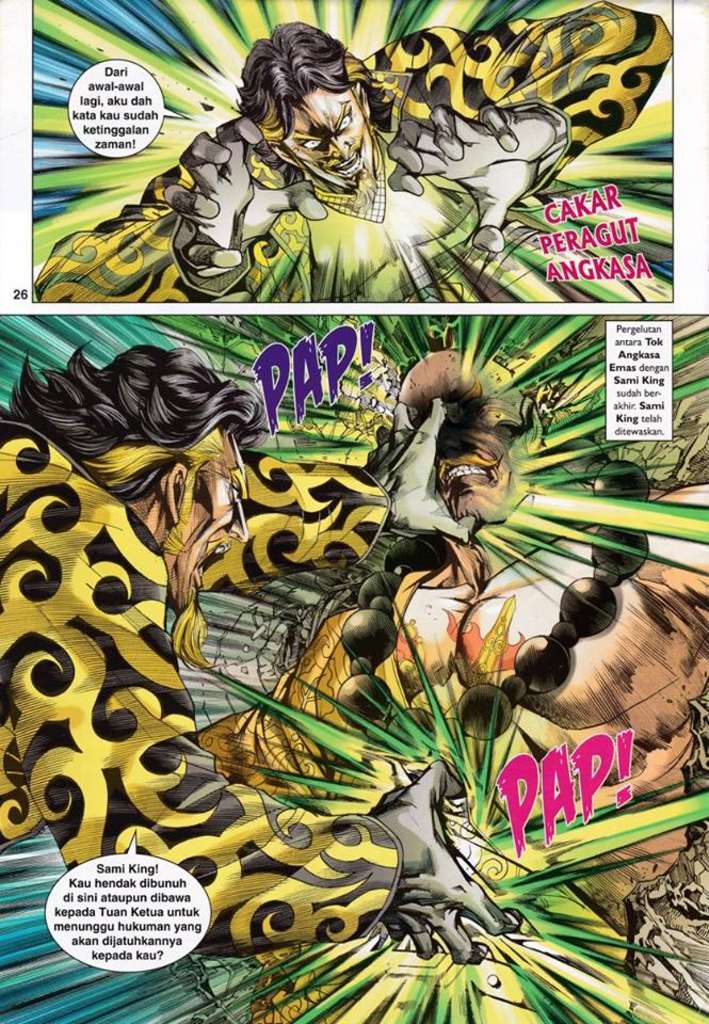 Dari
awal-awal
lagi, aku dah
kata kau sudah
ketinggalan
zaman!
CAKAR
PERAGUT
ANGKASA
26
PAP!
Pergelutan
antara Tok
Angkasa
Emas dengan
Sami King
sudah ber-
akhir. Sami
King telah
ditewaskan.
PAP!
Sami King!
Kau hendak dibunuh
di sini ataupun dibawa
kepada Tuan Ketua untuk
menunggu hukuman yang
akan dijatuhkannya
kepada kau?